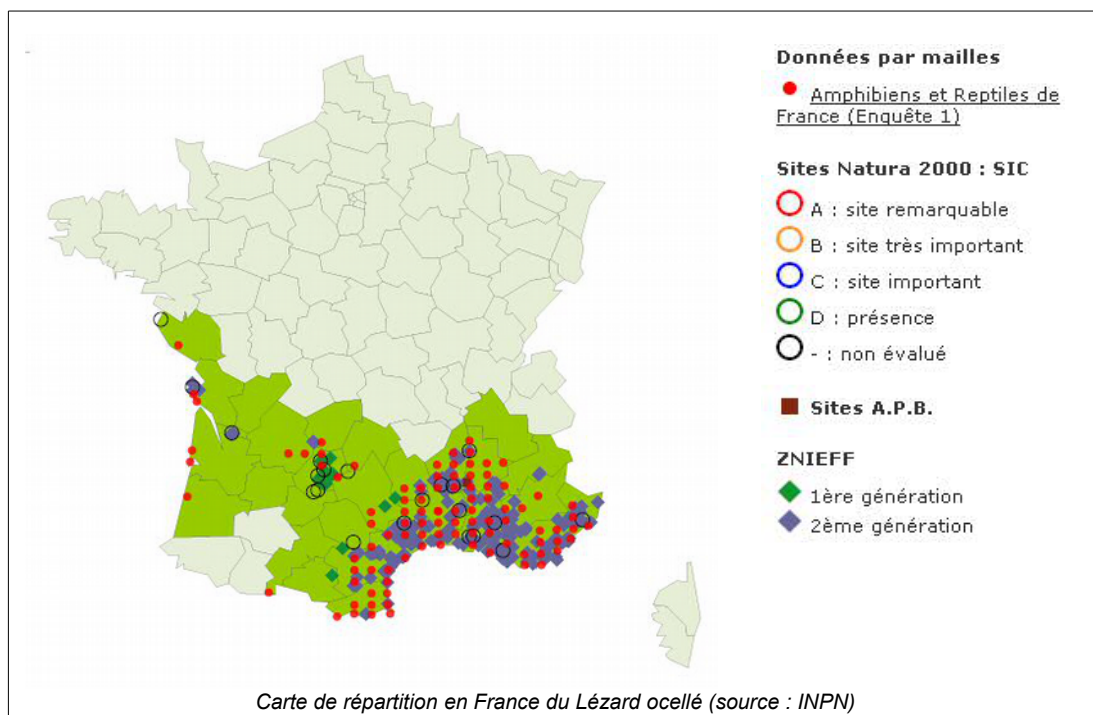 Données par mailles
Amphibiens et Reptiles de
France (Enquête 1)
Sites Natura 2000 : SIC
A : site remarquable
B : site très important
C : site important
D : présence
- : non évalué
Sites A.P.B.
ZNIEFF
1ère génération
2ème génération
Carte de répartition en France du Lézard ocellé (source : INPN)